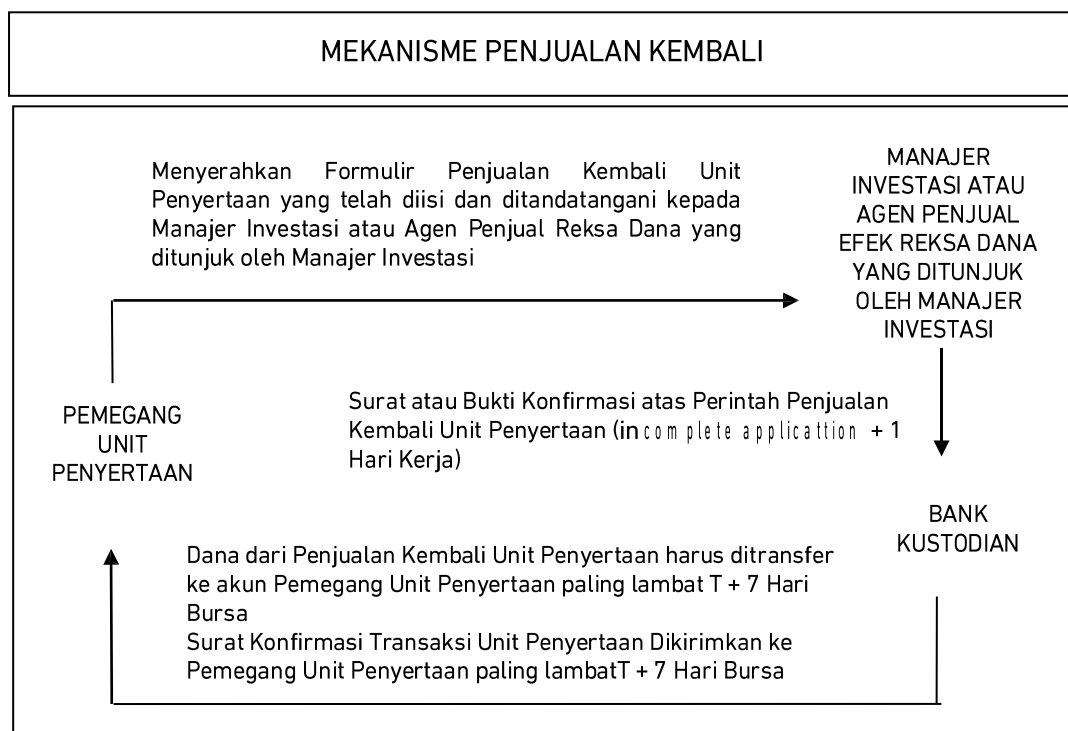 MEKANISME PENJUALAN KEMBALI
Menyerahkan Formulir Penjualan Kembali Unit
Penyertaan yang telah diisi dan ditandatangani kepada
Manajer Investasi atau Agen Penjual Reksa Dana yang
ditunjuk oleh Manajer Investasi
MANAJER
INVESTASI ATAU
AGEN PENJUAL
EFEK REKSA DANA
YANG DITUNJUK
OLEH MANAJER
INVESTASI
PEMEGANG
UNIT
PENYERTAAN
Surat atau Bukti Konfirmasi atas Perintah Penjualan
Kembali Unit Penyertaan (in complete applicattion + 1
Hari Kerja)
BANK
KUSTODIAN
Dana dari Penjualan Kembali Unit Penyertaan harus ditransfer
ke akun Pemegang Unit Penyertaan paling lambat T + 7 Hari
Bursa
Surat Konfirmasi Transaksi Unit Penyertaan Dikirimkan ke
Pemegang Unit Penyertaan paling lambatT + 7 Hari Bursa